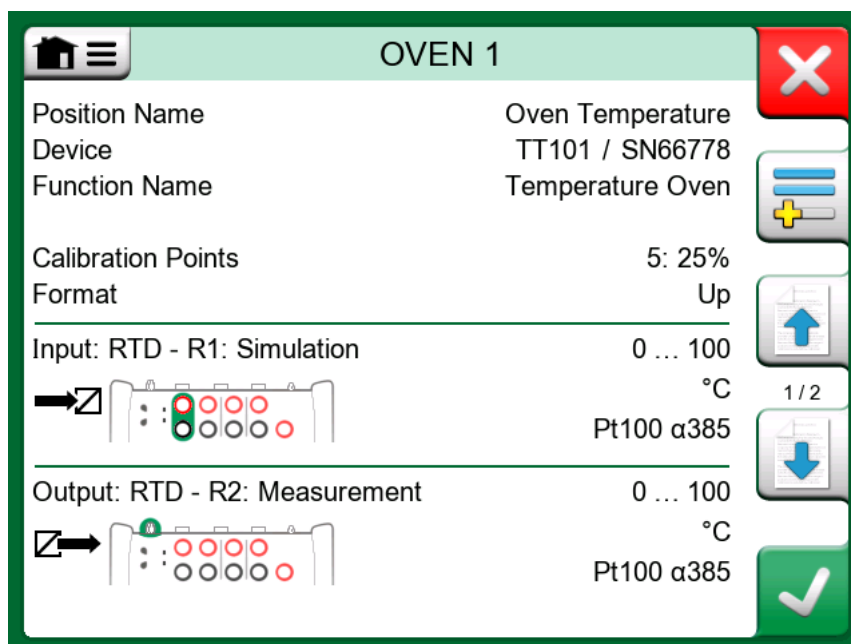 OVEN 1
Position Name Oven Temperature
Device TT101 / SN66778
Function Name Temperature Oven
Calibration Points 5: 25%
Format Up
Input: RTD - R1: Simulation 0 ... 100
°C
1 / 2
Pt100 α385
Output: RTD - R2: Measurement 0 ... 100
°C
Pt100 α385